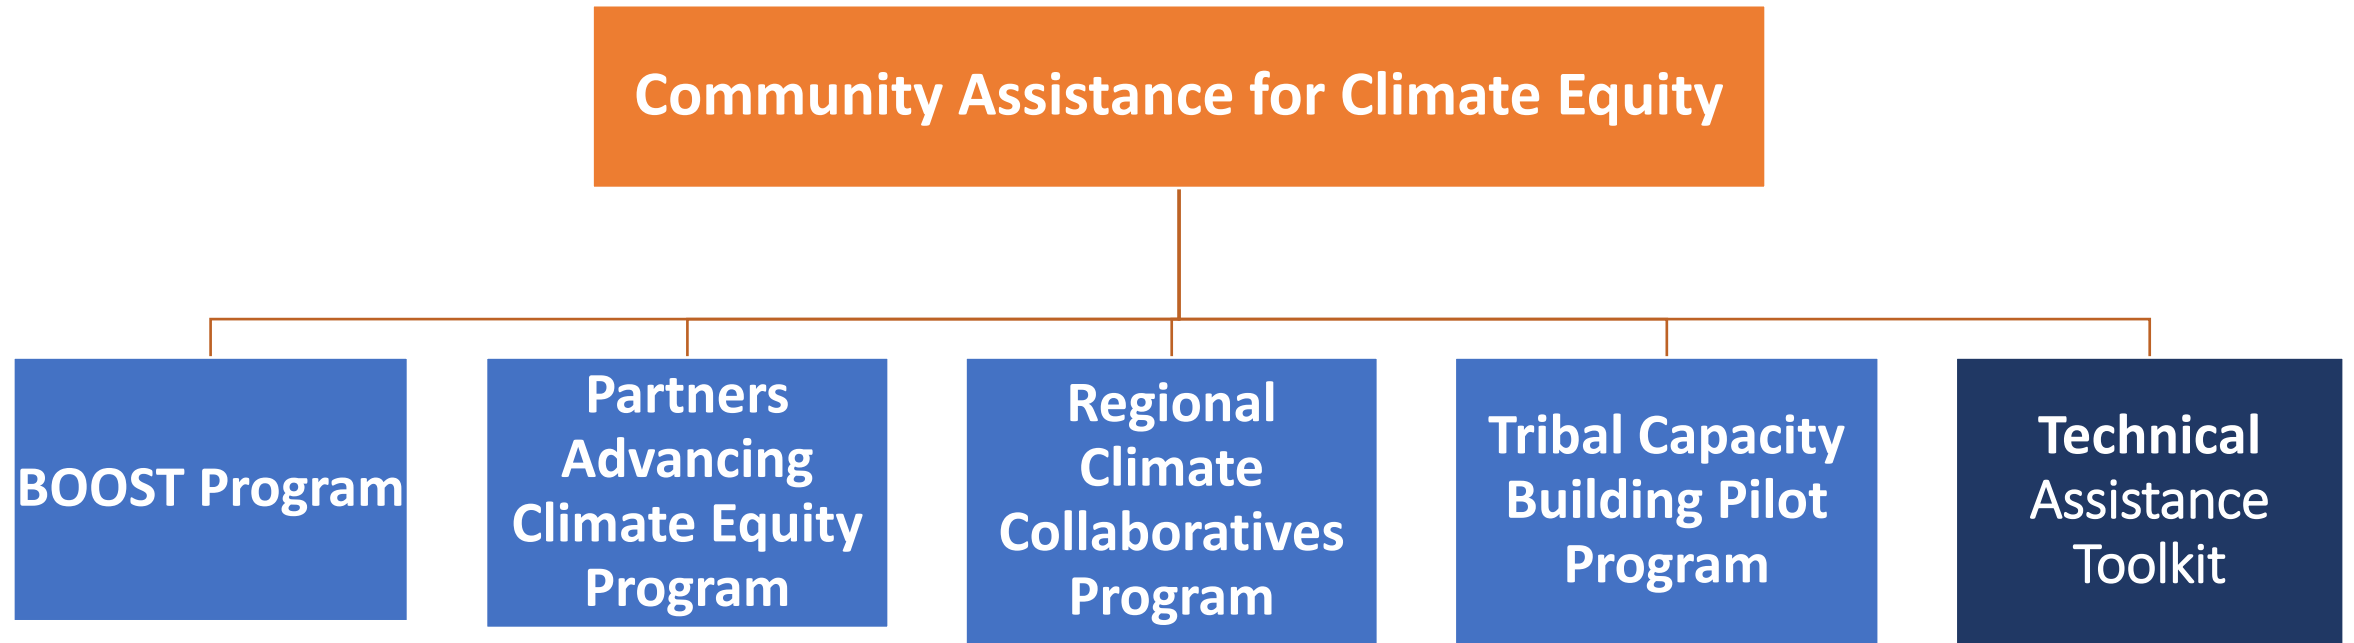 Community Assistance for Climate Equity
BOOST Program
Partners
Advancing
Climate Equity
Program
Regional
Climate
Collaboratives
Program
Tribal Capacity
Building Pilot
Program
Technical
Assistance
Toolkit